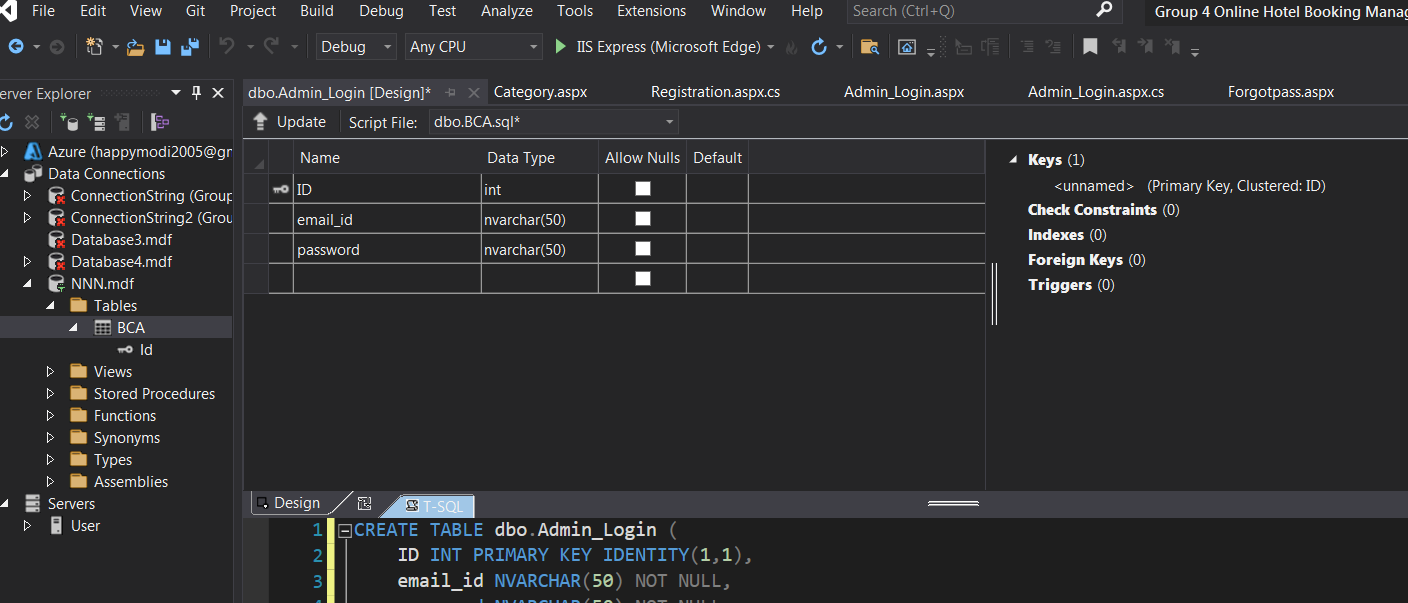 File Edit View Git Project Build Debug Test Analyze Tools Extensions Window Help Search (Ctrl+Q) Group 4 Online Hotel Booking Manag
Debug Any CPU IIS Express (Microsoft Edge)
erver Explorer
dbo.Admin_Login [Design]* Category.aspx Registration.aspx.cs Admin_Login.aspx Admin_Login.aspx.cs Forgotpass.aspx
Update Script File: dbo.BCA.sql*
Azure (happymodi2005@gr
Data Connections
ConnectionString (Group
ConnectionString2 (Grou
Database3.mdf
Database4.mdf
NNN.mdf
Tables
BCA
Id
Views
Stored Procedures
Functions
Synonyms
Types
Assemblies
Servers
User
Name Data Type Allow Nulls Default
ID int
email_id nvarchar(50)
password nvarchar(50)
Keys (1)
<unnamed> (Primary Key, Clustered: ID)
Check Constraints (0)
Indexes (0)
Foreign Keys (0)
Triggers (0)
Design T-SQL
1 CREATE TABLE dbo.Admin_Login (
2 ID INT PRIMARY KEY IDENTITY(1,1),
3 email_id NVARCHAR(50) NOT NULL,
NVARCHAR(50) NOT NULL